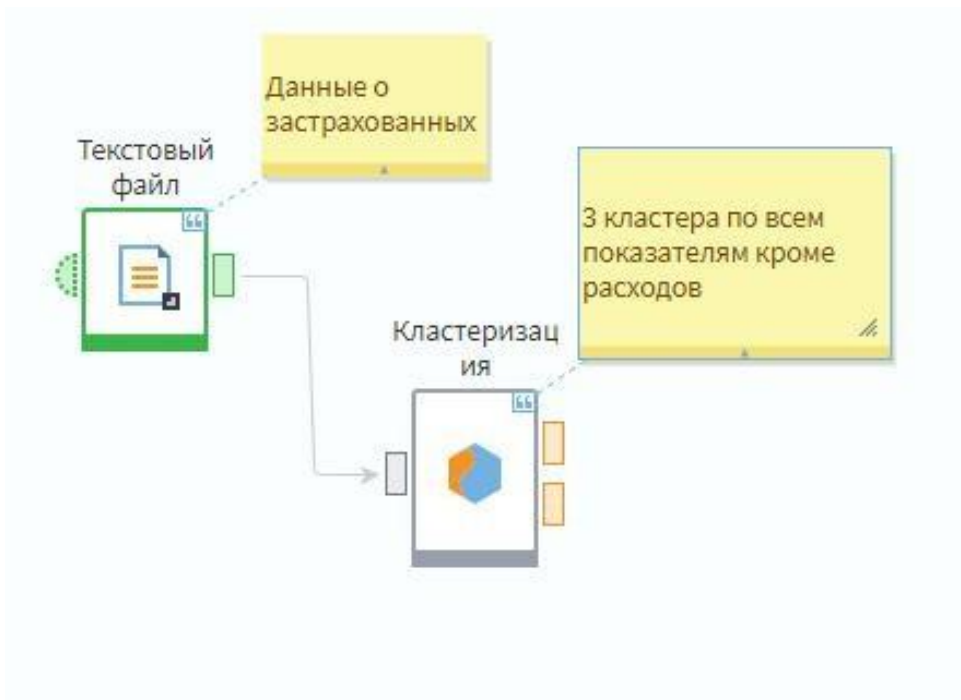 Данные о
застрахованных
Текстовый
файл
3 кластера по всем
показателям кроме
расходов
Кластеризац
ия